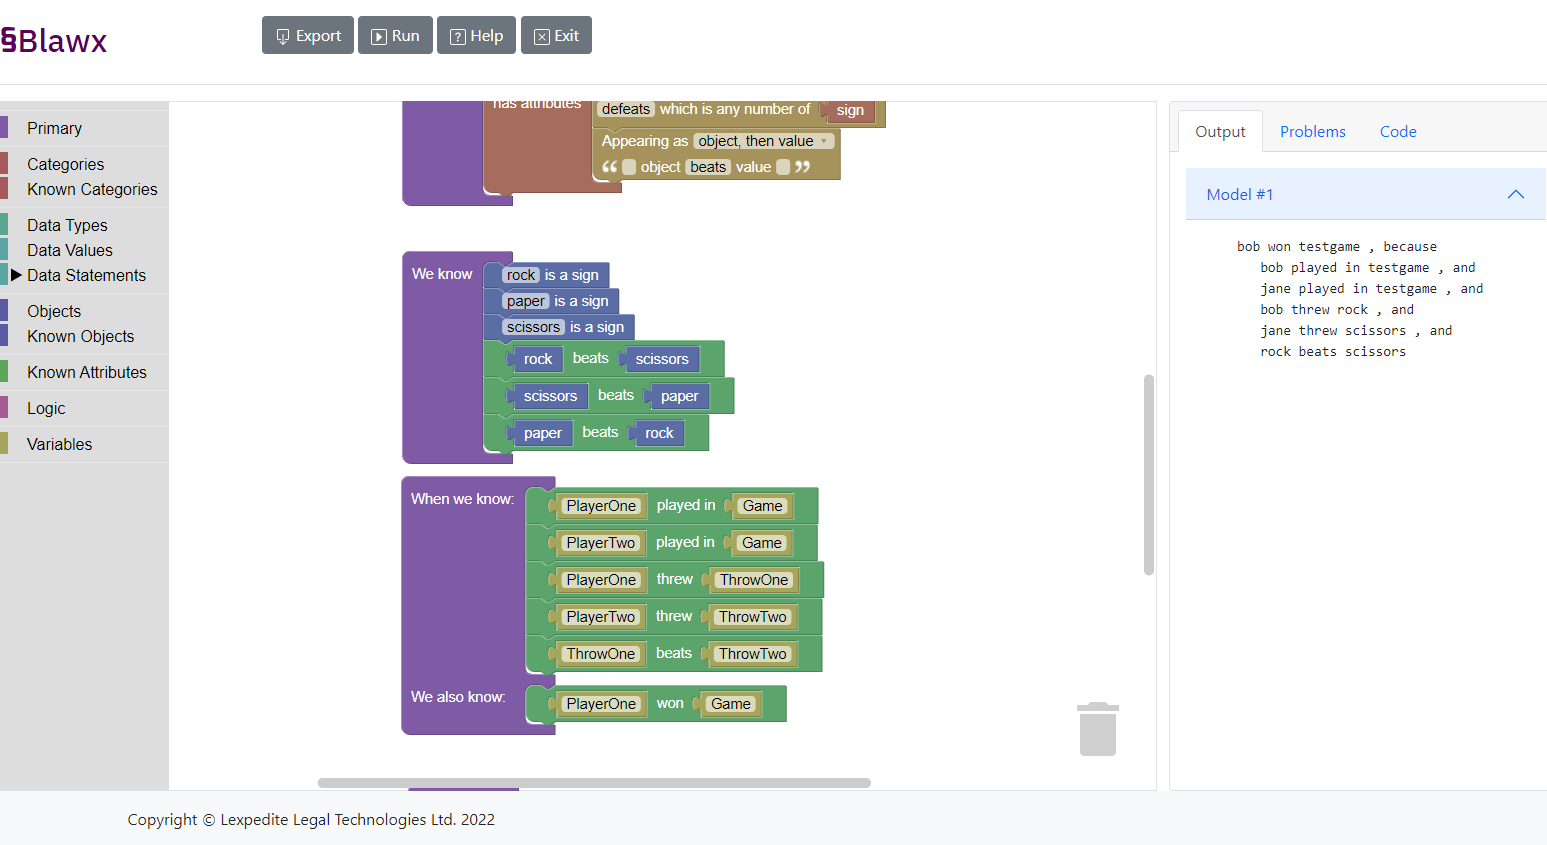 §Blawx
Export Run Help Exit
Primary
Categories
Known Categories
Data Types
Data Values
Data Statements
Objects
Known Objects
Known Attributes
Logic
Variables
has attributes
defeats which is any number of sign
Appearing as object, then value
“ object beats value ”
We know
rock is a sign
paper is a sign
scissors is a sign
rock beats scissors
scissors beats paper
paper beats rock
When we know:
PlayerOne played in Game
PlayerTwo played in Game
PlayerOne threw ThrowOne
PlayerTwo threw ThrowTwo
ThrowOne beats ThrowTwo
We also know:
PlayerOne won Game
Output Problems Code
Model #1
bob won testgame , because
bob played in testgame , and
jane played in testgame , and
bob threw rock , and
jane threw scissors , and
rock beats scissors
Copyright © Lexpedite Legal Technologies Ltd. 2022